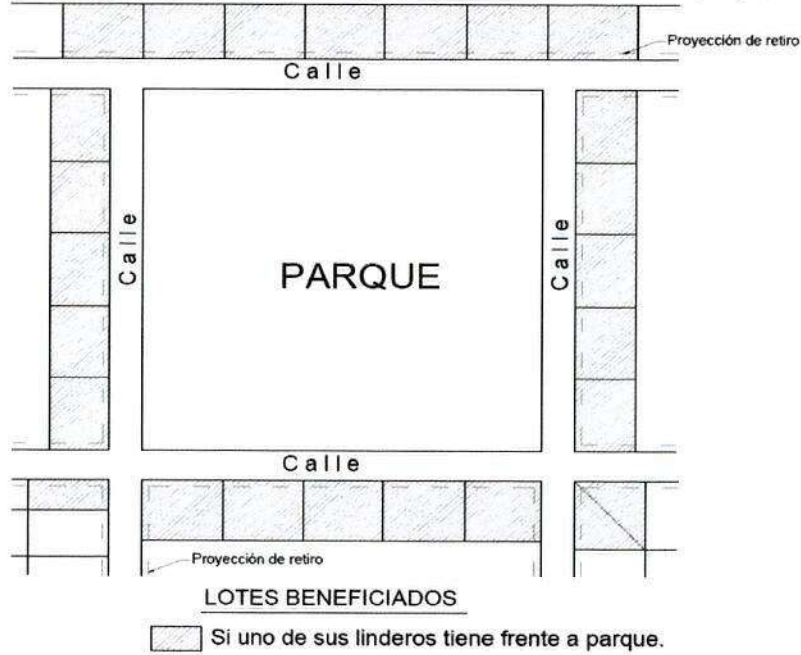 Proyección de retiro
Calle
Calle
PARQUE
Calle
Calle
Proyección de retiro
LOTES BENEFICIADOS
Si uno de sus linderos tiene frente a parque.